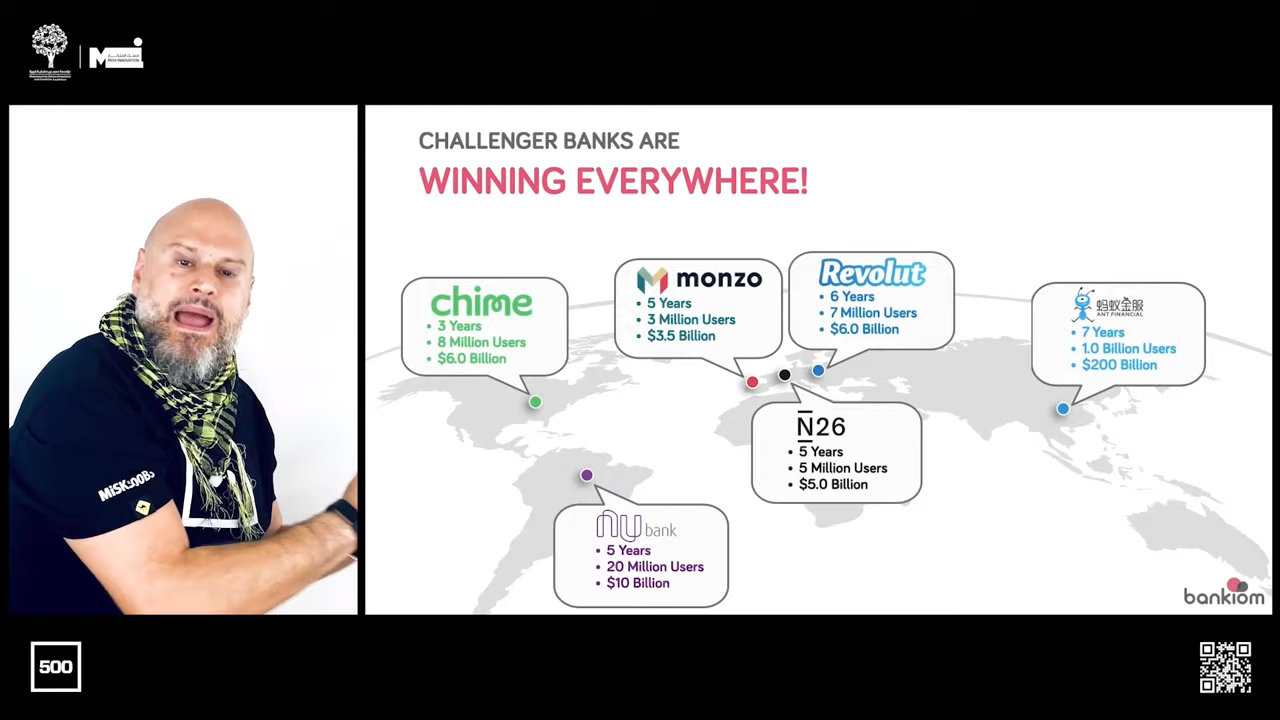 MiSK INNOVATION
CHALLENGER BANKS ARE
WINNING EVERYWHERE!
chime
• 3 Years
• 8 Million Users
• $6.0 Billion
monzo
• 5 Years
• 3 Million Users
• $3.5 Billion
Revolut
• 6 Years
• 7 Million Users
• $6.0 Billion
蚂蚁金服
ANT FINANCIAL
• 7 Years
• 1.0 Billion Users
• $200 Billion
N26
• 5 Years
• 5 Million Users
• $5.0 Billion
nu bank
• 5 Years
• 20 Million Users
• $10 Billion
bankiom
500